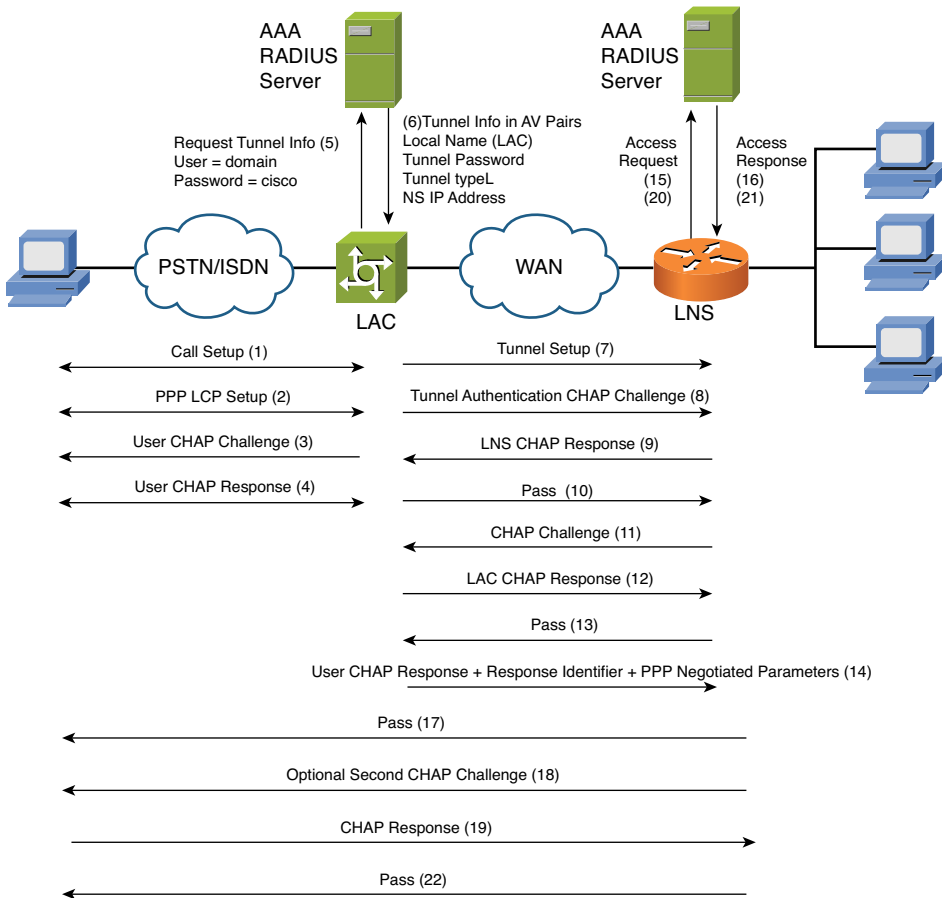 AAA
RADIUS
Server
AAA
RADIUS
Server
Request Tunnel Info (5)
User = domain
Password = cisco
(6)Tunnel Info in AV Pairs
Local Name (LAC)
Tunnel Password
Tunnel typeL
NS IP Address
Access
Request
(15)
(20)
Access
Response
(16)
(21)
PSTN/ISDN
LAC
WAN
LNS
Call Setup (1)
Tunnel Setup (7)
PPP LCP Setup (2)
Tunnel Authentication CHAP Challenge (8)
User CHAP Challenge (3)
LNS CHAP Response (9)
User CHAP Response (4)
Pass (10)
CHAP Challenge (11)
LAC CHAP Response (12)
Pass (13)
User CHAP Response + Response Identifier + PPP Negotiated Parameters (14)
Pass (17)
Optional Second CHAP Challenge (18)
CHAP Response (19)
Pass (22)